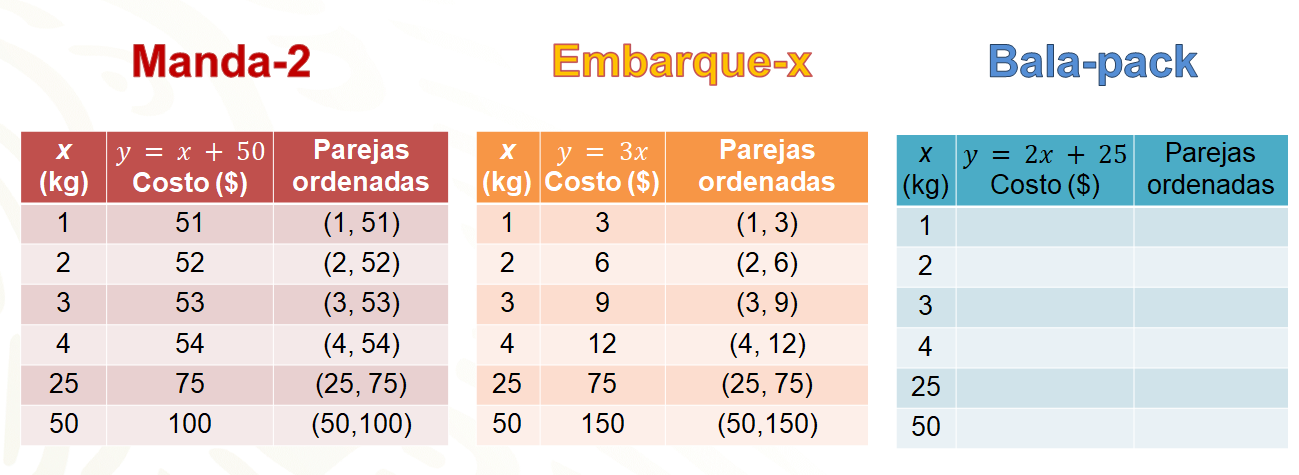 Manda-2
Embarque-x
Bala-pack
x
(kg)
y = x + 50
Costo ($)
Parejas
ordenadas
1 51 (1, 51)
2 52 (2, 52)
3 53 (3, 53)
4 54 (4, 54)
25 75 (25, 75)
50 100 (50,100)
x
(kg)
y = 3x
Costo ($)
Parejas
ordenadas
1 3 (1, 3)
2 6 (2, 6)
3 9 (3, 9)
4 12 (4, 12)
25 75 (25, 75)
50 150 (50,150)
x
(kg)
y = 2x + 25
Costo ($)
Parejas
ordenadas
1
2
3
4
25
50